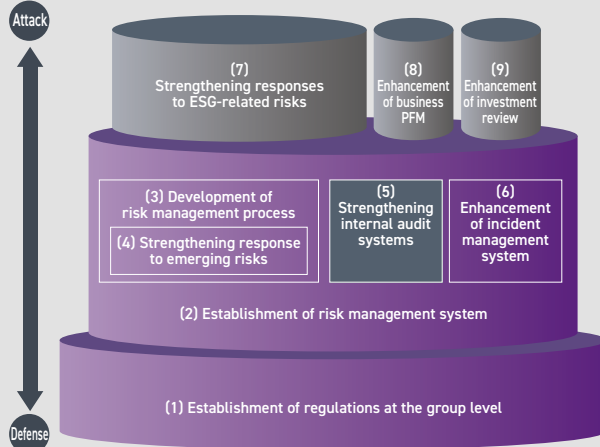 Attack
(7)
Strengthening responses
to ESG-related risks
(8)
Enhancement
of business
PFM
(9)
Enhancement
of investment
review
(3) Development of
risk management process
(4) Strengthening response
to emerging risks
(5)
Strengthening
internal audit
systems
(6)
Enhancement
of incident
management
system
(2) Establishment of risk management system
(1) Establishment of regulations at the group level
Defense